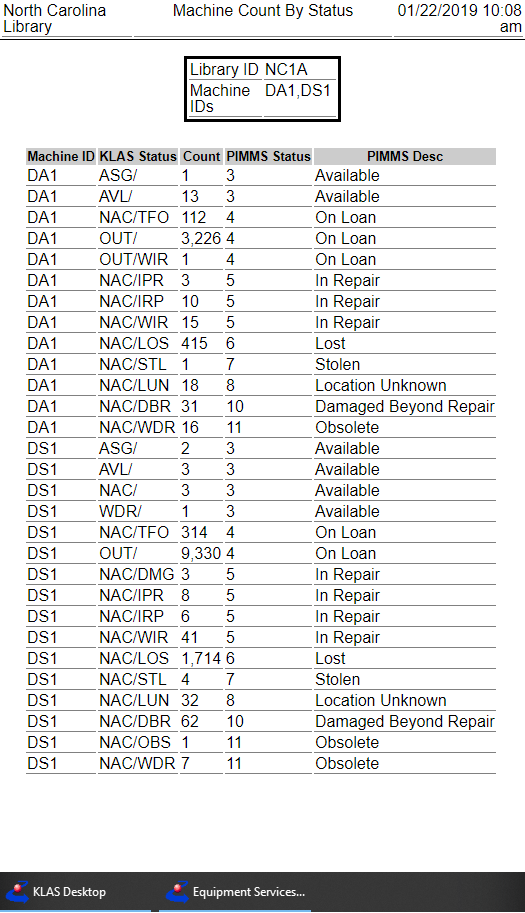 North Carolina Machine Count By Status 01/22/2019 10:08
Library am
Library ID NC1A
Machine DA1,DS1
IDs
Machine ID KLAS Status Count PIMMS Status PIMMS Desc
DA1 ASG/ 1 3 Available
DA1 AVL/ 13 3 Available
DA1 NAC/TFO 112 4 On Loan
DA1 OUT/ 3,226 4 On Loan
DA1 OUT/WIR 1 4 On Loan
DA1 NAC/IPR 3 5 In Repair
DA1 NAC/IRP 10 5 In Repair
DA1 NAC/WIR 15 5 In Repair
DA1 NAC/LOS 415 6 Lost
DA1 NAC/STL 1 7 Stolen
DA1 NAC/LUN 18 8 Location Unknown
DA1 NAC/DBR 31 10 Damaged Beyond Repair
DA1 NAC/WDR 16 11 Obsolete
DS1 ASG/ 2 3 Available
DS1 AVL/ 3 3 Available
DS1 NAC/ 3 3 Available
DS1 WDR/ 1 3 Available
DS1 NAC/TFO 314 4 On Loan
DS1 OUT/ 9,330 4 On Loan
DS1 NAC/DMG 3 5 In Repair
DS1 NAC/IPR 8 5 In Repair
DS1 NAC/IRP 6 5 In Repair
DS1 NAC/WIR 41 5 In Repair
DS1 NAC/LOS 1,714 6 Lost
DS1 NAC/STL 4 7 Stolen
DS1 NAC/LUN 32 8 Location Unknown
DS1 NAC/DBR 62 10 Damaged Beyond Repair
DS1 NAC/OBS 1 11 Obsolete
DS1 NAC/WDR 7 11 Obsolete
KLAS Desktop Equipment Services...